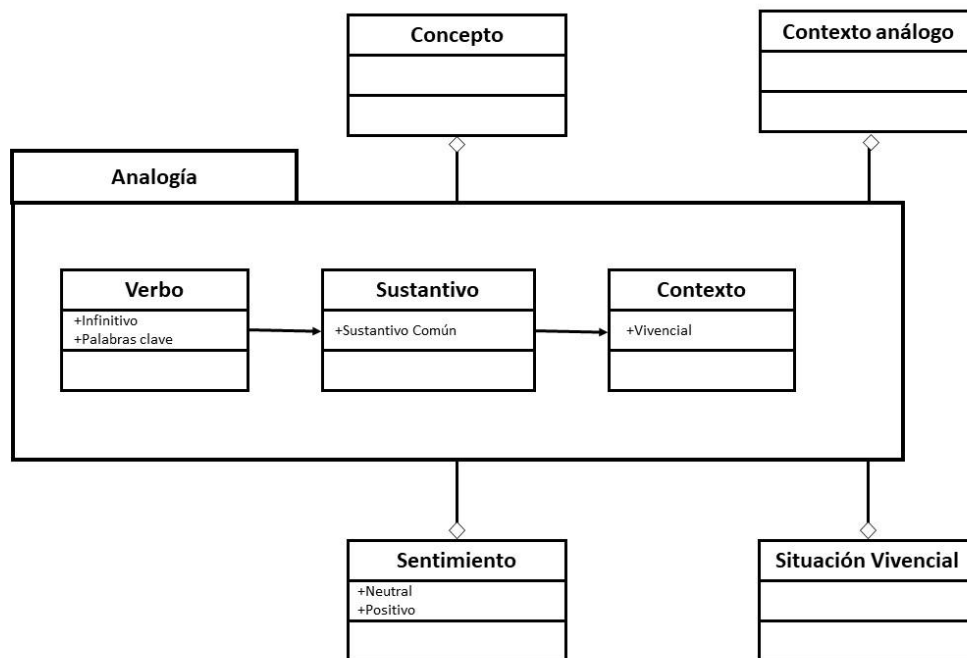 Concepto
Contexto análogo
Analogía
Verbo
+Infinitivo
+Palabras clave
Sustantivo
+Sustantivo Común
Contexto
+Vivencial
Sentimiento
+Neutral
+Positivo
Situación Vivencial